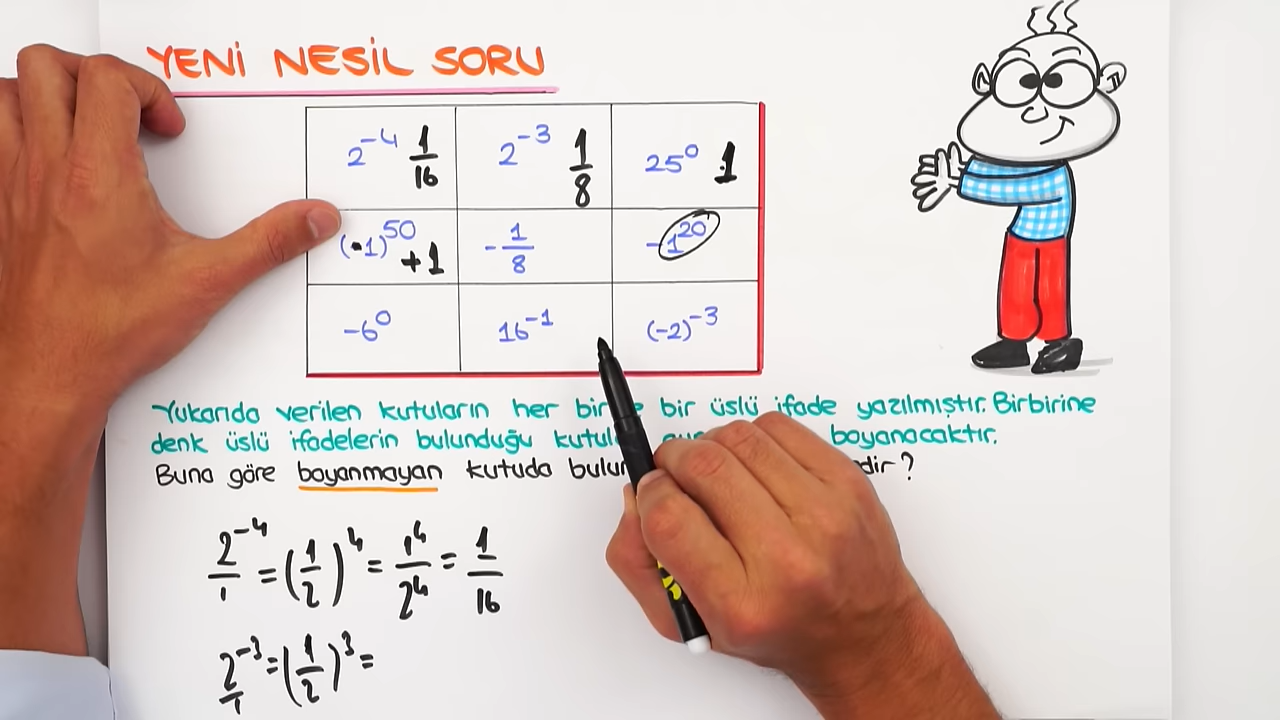 YENİ NESİL SORU
2⁻⁴ 1/16 2⁻³ 1/8 25⁰ 1
(-1)⁵⁰ +1 -1/8 -1²⁰
-6⁰ 16⁻¹ (-2)⁻³
Yukarıda verilen kutuların her bir bir üslü ifade yazılmıştır. Birbirine
denk üslü ifadelerin bulunduğu boyanacaktır.
Buna göre boyanmayan kutuda ?
2⁻⁴/1 = (1/2)⁴ = 1⁴/2⁴ = 1/16
2⁻³/1 = (1/2)³ =